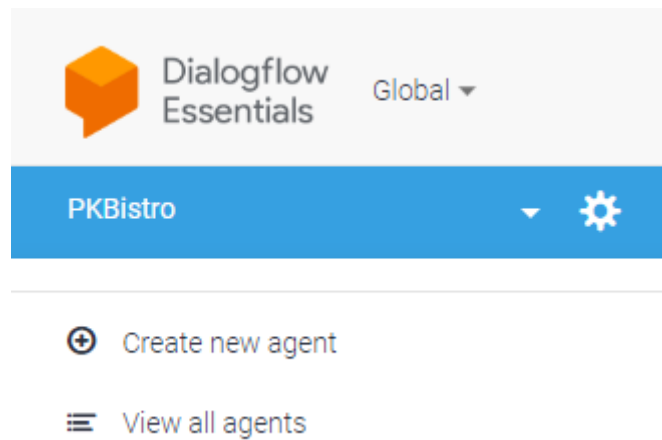 Dialogflow
Essentials
Global
PKBistro
Create new agent
View all agents